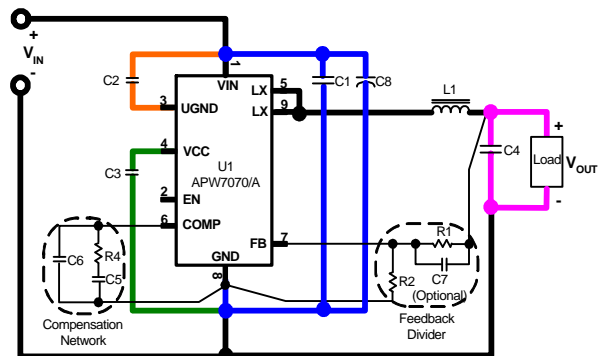 +
V IN
-
C2
1
VIN
C1
C8
LX
5
L1
3
UGND
LX
9
+
4
VCC
C4
Load
V OUT
C3
U1
APW7070/A
2
EN
-
6
COMP
FB
7
R1
C6
R4
C5
GND
8
R2
C7
(Optional)
Compensation
Network
Feedback
Divider